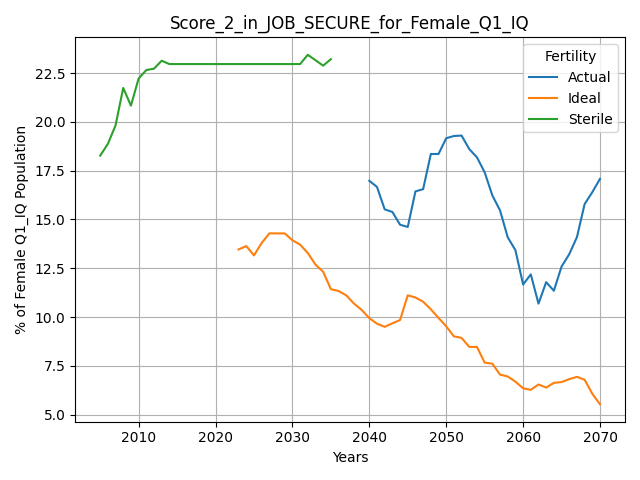 Score_2_in_JOB_SECURE_for_Female_Q1_IQ
Fertility
Actual
Ideal
Sterile
% of Female Q1_IQ Population
22.5
20.0
17.5
15.0
12.5
10.0
7.5
5.0
2010 2020 2030 2040 2050 2060 2070
Years